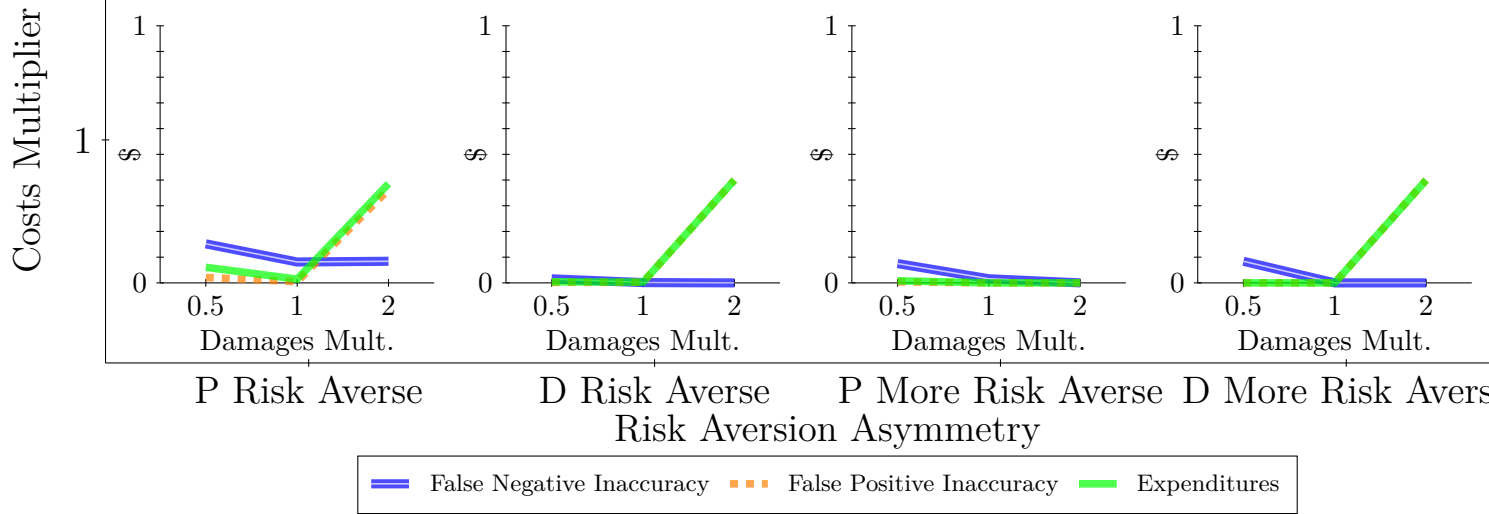 Costs Multiplier
1
1
$
0
0.5 1 2
Damages Mult.
1
$
0
0.5 1 2
Damages Mult.
1
$
0
0.5 1 2
Damages Mult.
1
$
0
0.5 1 2
Damages Mult.
P Risk Averse D Risk Averse P More Risk Averse D More Risk Avers
Risk Aversion Asymmetry
False Negative Inaccuracy False Positive Inaccuracy Expenditures